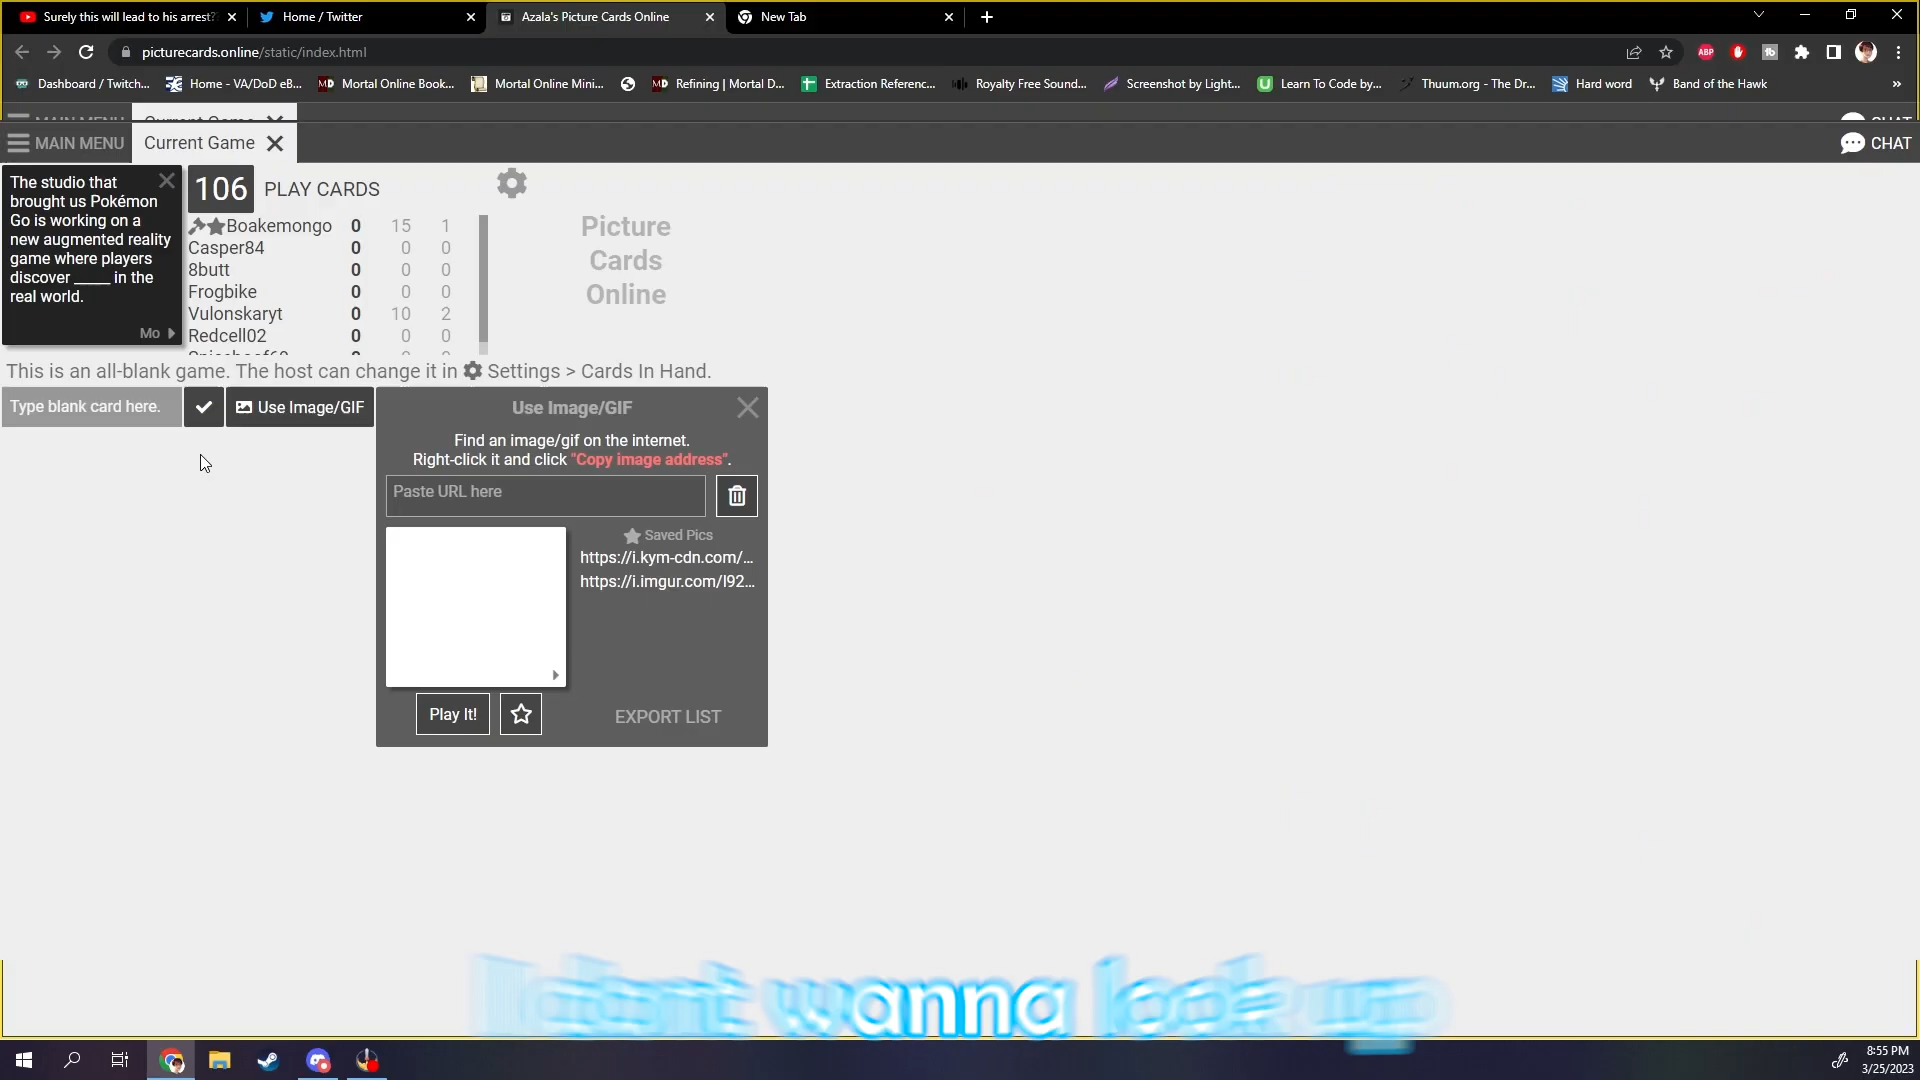 Surely this will lead to his arrest?
Home / Twitter
Azala's Picture Cards Online
New Tab
picturecards.online/static/index.html
ABP
Dashboard / Twitch...
Home - VA/DoD eB...
Mortal Online Book...
Mortal Online Mini...
Refining | Mortal D...
Extraction Referenc...
Royalty Free Sound...
Screenshot by Light...
Learn To Code by...
Thuum.org - The Dr...
Hard word
Band of the Hawk
MAIN MENU
Current Game
CHAT
The studio that
brought us Pokémon
Go is working on a
new augmented reality
game where players
discover _____ in the
real world.
Mo
106 PLAY CARDS
Boakemongo 0 15 1
Casper84 0 0 0
8butt 0 0 0
Frogbike 0 0 0
Vulonskaryt 0 10 2
Redcell02 0 0 0
Picture
Cards
Online
This is an all-blank game. The host can change it in Settings > Cards In Hand.
Type blank card here.
Use Image/GIF
Use Image/GIF
Find an image/gif on the internet.
Right-click it and click "Copy image address".
Paste URL here
Saved Pics
https://i.kym-cdn.com/...
https://i.imgur.com/I92...
Play It!
EXPORT LIST
I dont wanna look up
8:55 PM
3/25/2023